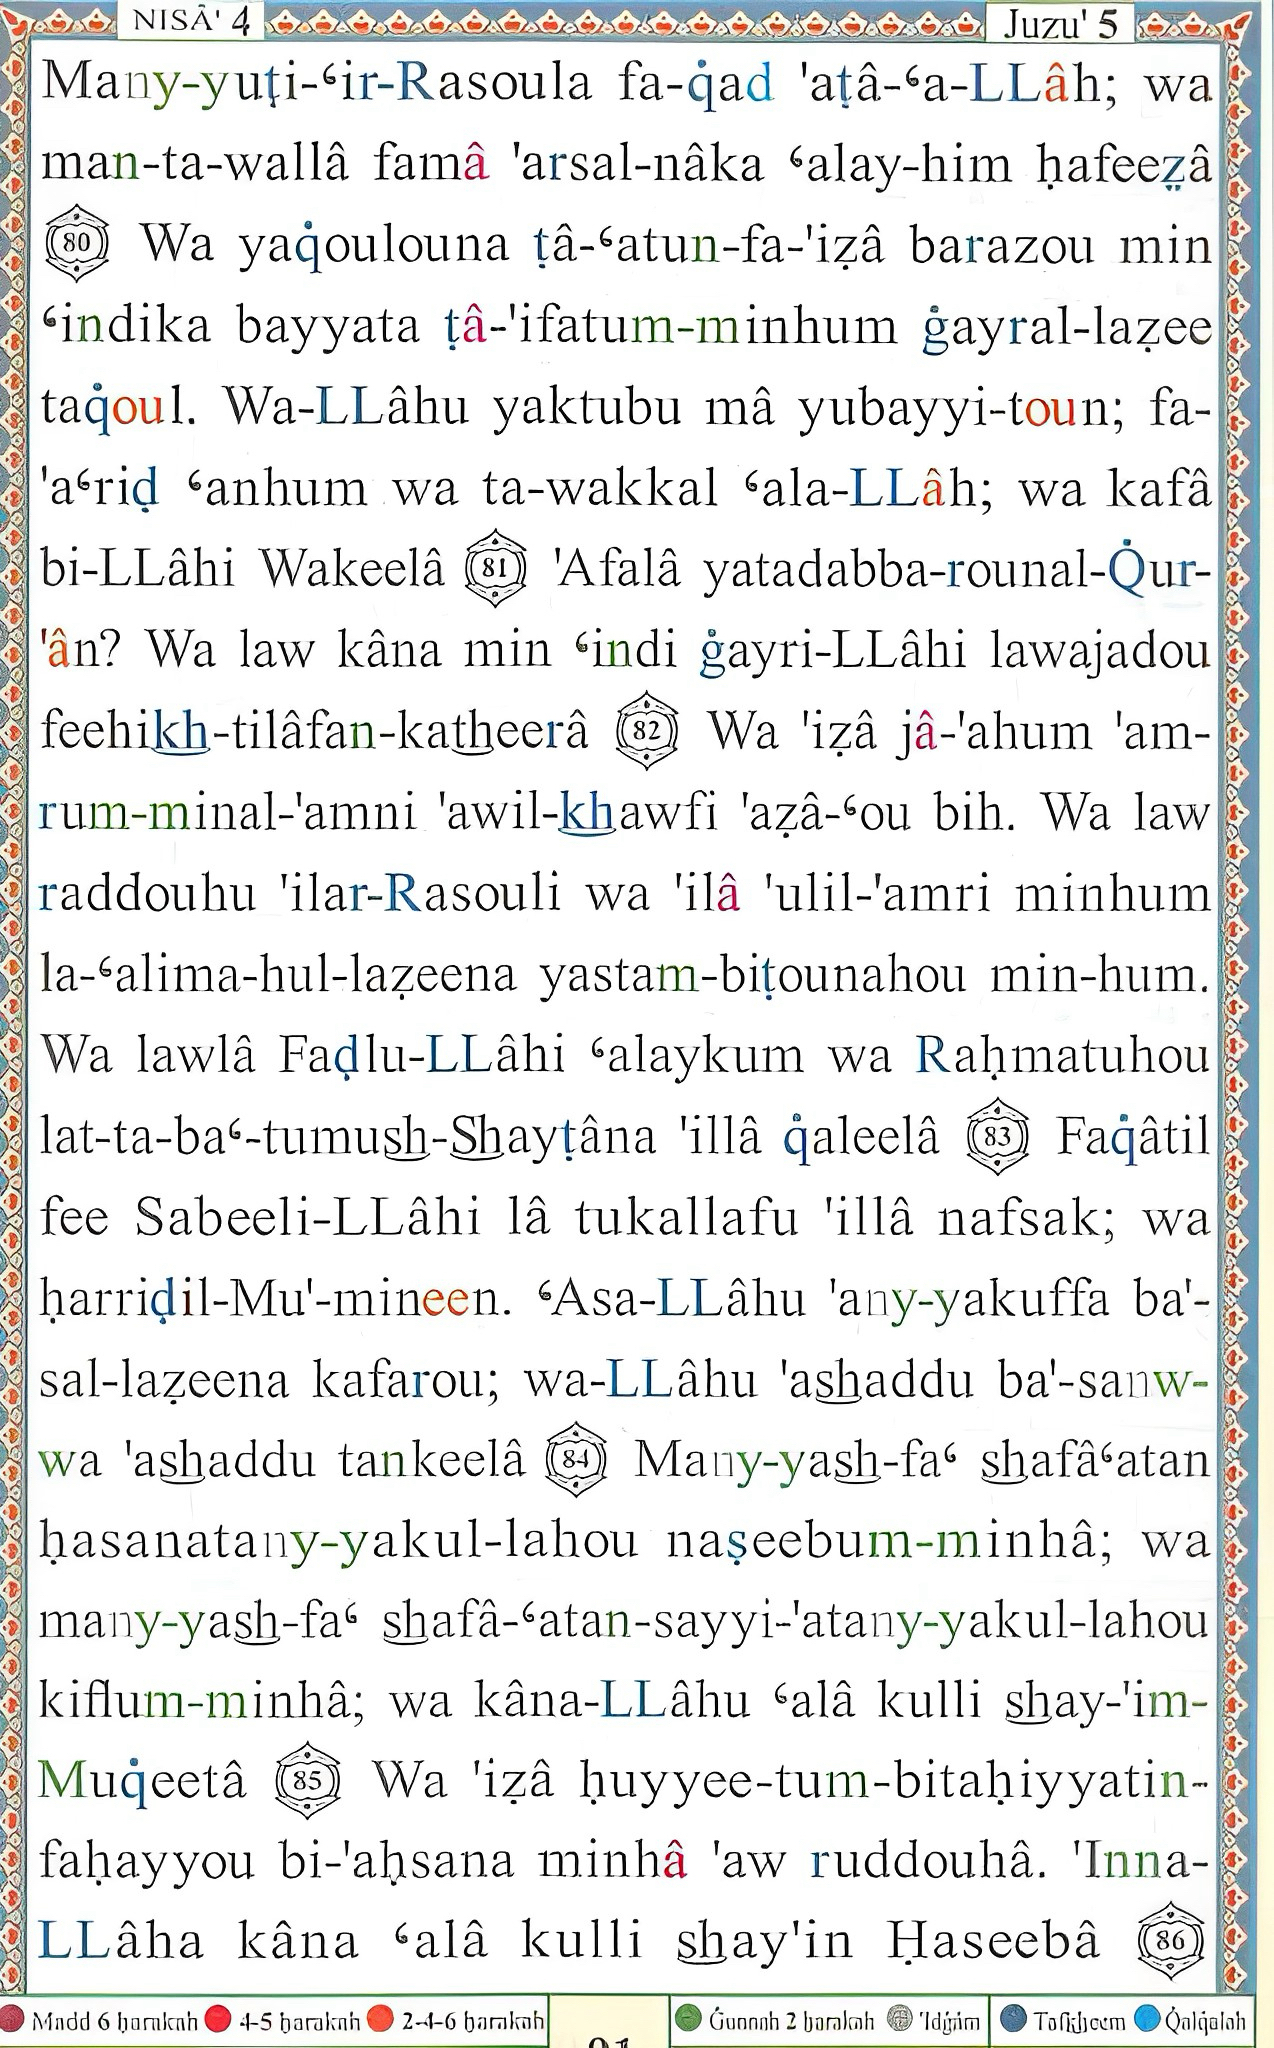 NISÂ' 4
Juzu' 5
Many-yuṭi-ʿir-Rasoula fa-q̇ad 'aṭâ-ʿa-LLâh; wa
man-ta-wallâ famâ 'arsal-nâka ʿalay-him ḥafeeẓ̤â
80 Wa yaq̇oulouna ṭâ-ʿatun-fa-'iẓâ barazou min
ʿindika bayyata ṭâ-'ifatum-minhum ġayral-laẓee
taq̇oul. Wa-LLâhu yaktubu mâ yubayyi-toun; fa-
'aʿriḍ ʿanhum wa ta-wakkal ʿala-LLâh; wa kafâ
bi-LLâhi Wakeelâ 81 'Afalâ yatadabba-rounal-Q̇ur-
'ân? Wa law kâna min ʿindi ġayri-LLâhi lawajadou
feehikh-tilâfan-katheerâ 82 Wa 'iẓâ jâ-'ahum 'am-
rum-minal-'amni 'awil-khawfi 'aẓâ-ʿou bih. Wa law
raddouhu 'ilar-Rasouli wa 'ilâ 'ulil-'amri minhum
la-ʿalima-hul-laẓeena yastam-biṭounahou min-hum.
Wa lawlâ Faḍlu-LLâhi ʿalaykum wa Raḥmatuhou
lat-ta-baʿ-tumush-Shayṭâna 'illâ q̇aleelâ 83 Faq̇âtil
fee Sabeeli-LLâhi lâ tukallafu 'illâ nafsak; wa
ḥarriḍil-Mu'-mineen. ʿAsa-LLâhu 'any-yakuffa ba'-
sal-laẓeena kafarou; wa-LLâhu 'ashaddu ba'-sanw-
wa 'ashaddu tankeelâ 84 Many-yash-faʿ shafâʿatan
ḥasanatany-yakul-lahou naṣeebum-minhâ; wa
many-yash-faʿ shafâ-ʿatan-sayyi-'atany-yakul-lahou
kiflum-minhâ; wa kâna-LLâhu ʿalâ kulli shay-'im-
Muq̇eetâ 85 Wa 'iẓâ ḥuyyee-tum-bitaḥiyyatin-
faḥayyou bi-'aḥsana minhâ 'aw ruddouhâ. 'Inna-
LLâha kâna ʿalâ kulli shay'in Ḥaseebâ 86
Madd 6 ḥarakah 4-5 ḥarakah 2-4-6 ḥarakah
Ġunnah 2 ḥarakah 'Idġâm Tafkheem Q̇alq̇alah